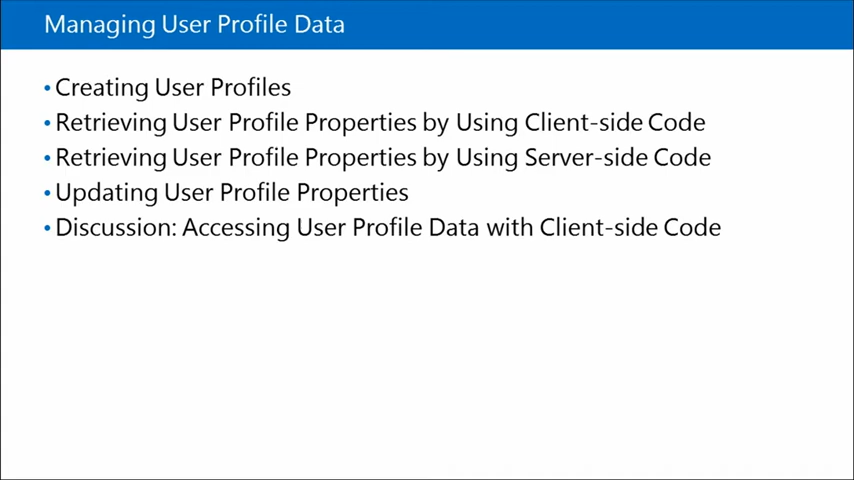 Managing User Profile Data
• Creating User Profiles
• Retrieving User Profile Properties by Using Client-side Code
• Retrieving User Profile Properties by Using Server-side Code
• Updating User Profile Properties
• Discussion: Accessing User Profile Data with Client-side Code